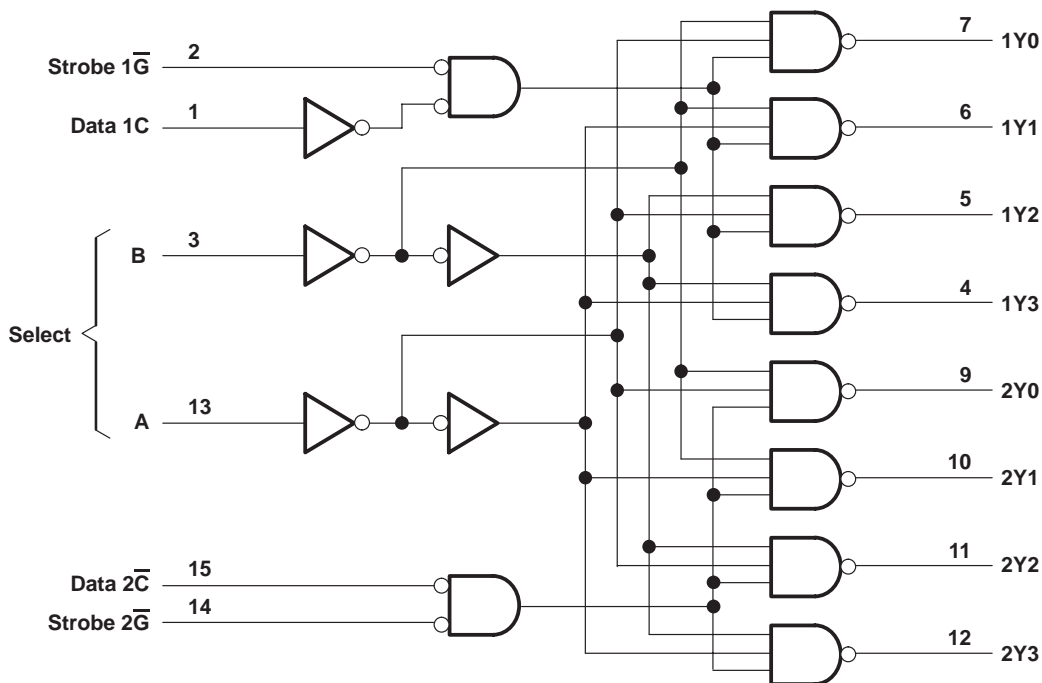 Strobe 1G̅ 2
Data 1C 1
Select
B 3
A 13
Data 2C̅ 15
Strobe 2G̅ 14
7 1Y0
6 1Y1
5 1Y2
4 1Y3
9 2Y0
10 2Y1
11 2Y2
12 2Y3